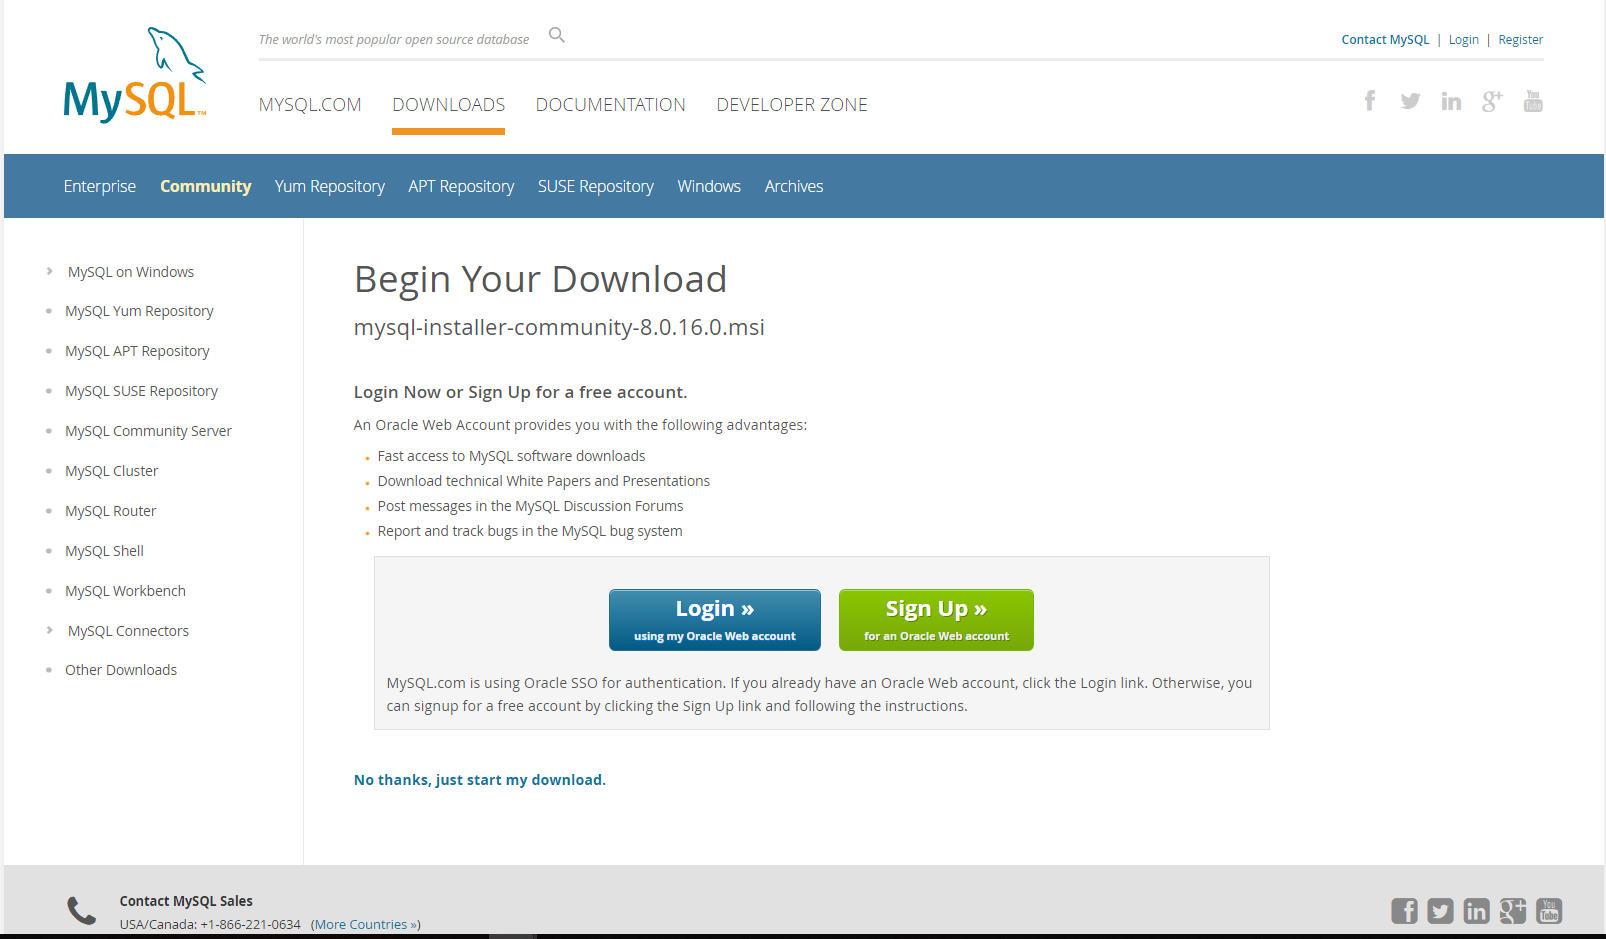 The world's most popular open source database
Contact MySQL | Login | Register
MySQL™
MYSQL.COM DOWNLOADS DOCUMENTATION DEVELOPER ZONE
f in g+ You Tube
Enterprise Community Yum Repository APT Repository SUSE Repository Windows Archives
MySQL on Windows
MySQL Yum Repository
MySQL APT Repository
MySQL SUSE Repository
MySQL Community Server
MySQL Cluster
MySQL Router
MySQL Shell
MySQL Workbench
MySQL Connectors
Other Downloads
Begin Your Download
mysql-installer-community-8.0.16.0.msi
Login Now or Sign Up for a free account.
An Oracle Web Account provides you with the following advantages:
Fast access to MySQL software downloads
Download technical White Papers and Presentations
Post messages in the MySQL Discussion Forums
Report and track bugs in the MySQL bug system
Login »
using my Oracle Web account
Sign Up »
for an Oracle Web account
MySQL.com is using Oracle SSO for authentication. If you already have an Oracle Web account, click the Login link. Otherwise, you
can signup for a free account by clicking the Sign Up link and following the instructions.
No thanks, just start my download.
Contact MySQL Sales
USA/Canada: +1-866-221-0634 (More Countries »)
f in g+ You Tube